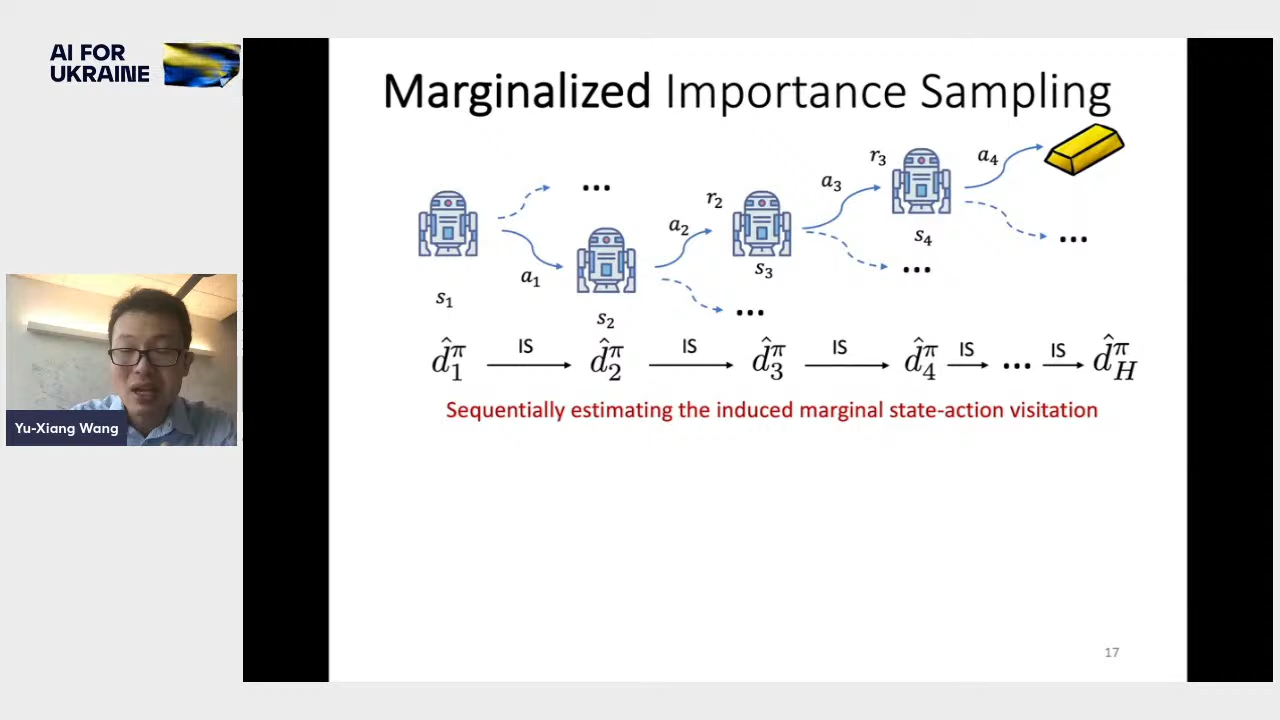 AI FOR
UKRAINE
Marginalized Importance Sampling
...
r₂
a₁
a₂
r₃
a₃
a₄
s₁
s₂
s₃
s₄
...
...
...
d̂₁^π IS d̂₂^π IS d̂₃^π IS d̂₄^π IS ... IS d̂_H^π
Sequentially estimating the induced marginal state-action visitation
Yu-Xiang Wang
17